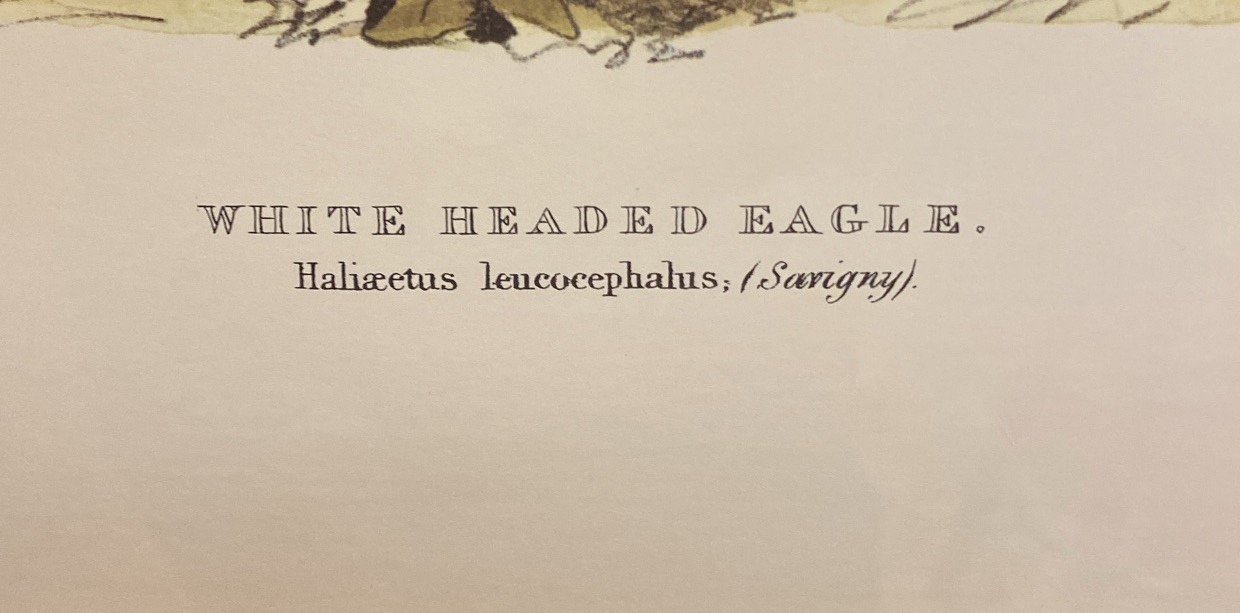 WHITE HEADED EAGLE.
Haliæetus leucocephalus; (Savigny).